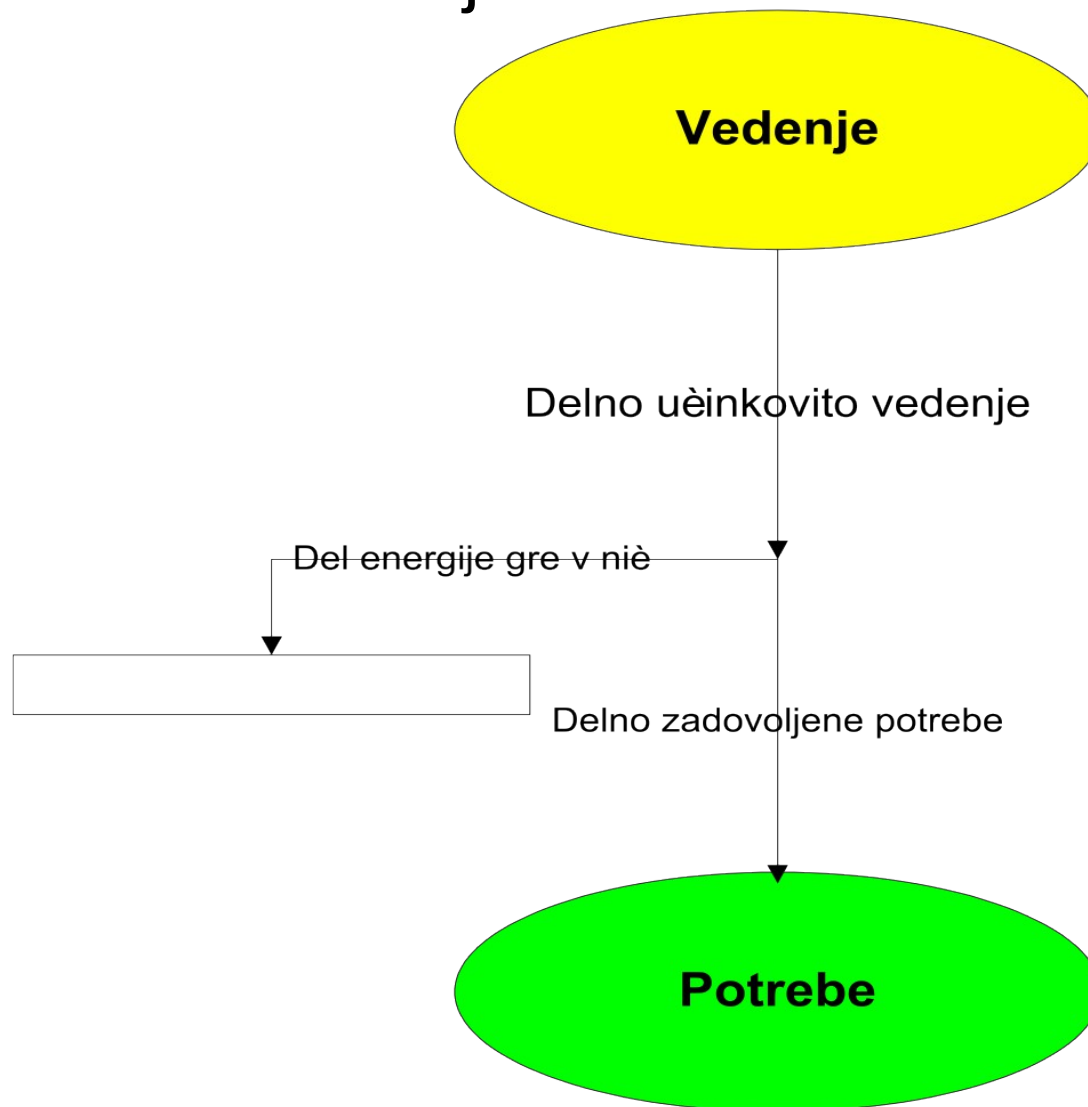 Vedenje
Delno uèinkovito vedenje
Del energije gre v niè
Delno zadovoljene potrebe
Potrebe